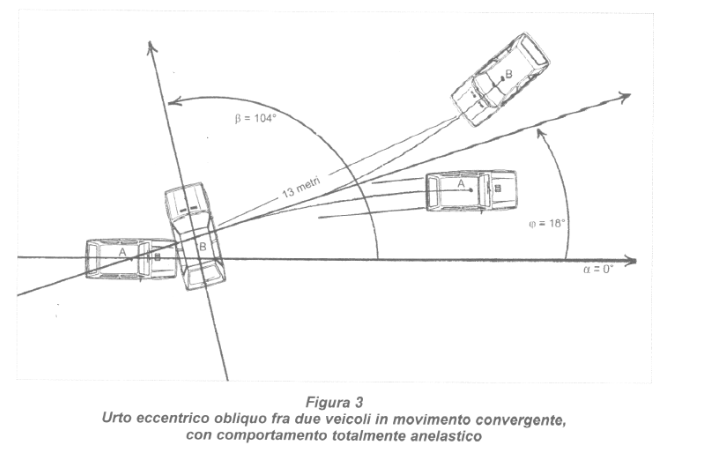 B
β = 104°
13 metri
A
φ = 18°
A
B
α = 0°
Figura 3
Urto eccentrico obliquo fra due veicoli in movimento convergente,
con comportamento totalmente anelastico